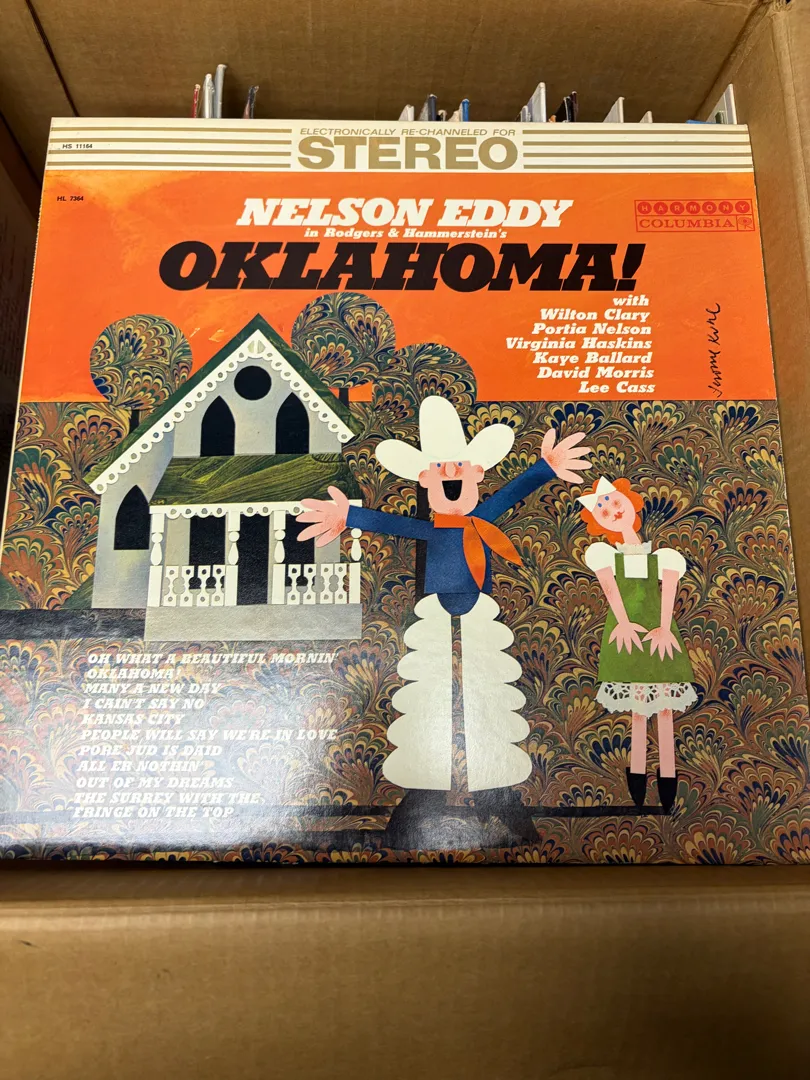 ELECTRONICALLY RE-CHANNELED FOR
STEREO
HS 11164
HL 7364
NELSON EDDY
in Rodgers & Hammerstein's
OKLAHOMA!
HARMONY
COLUMBIA
with
Wilton Clary
Portia Nelson
Virginia Haskins
Kaye Ballard
David Morris
Lee Cass
OH WHAT A BEAUTIFUL MORNIN'
OKLAHOMA
MANY A NEW DAY
I CAIN'T SAY NO
KANSAS CITY
PEOPLE WILL SAY WE'RE IN LOVE
PORE JUD IS DAID
ALL ER NOTHIN'
OUT OF MY DREAMS
THE SURREY WITH THE
FRINGE ON THE TOP